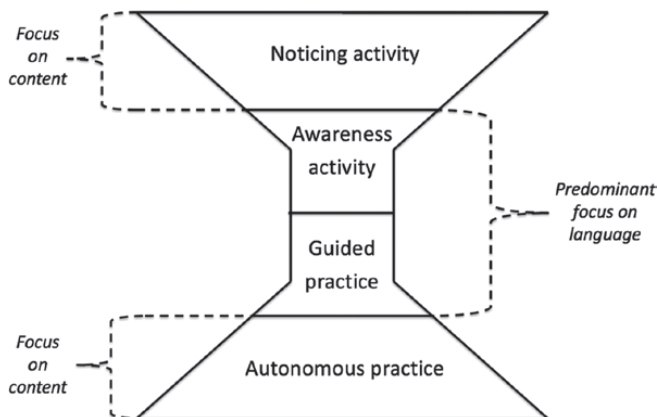 Focus
on
content
Noticing activity
Awareness
activity
Predominant
focus on
language
Guided
practice
Focus
on
content
Autonomous practice